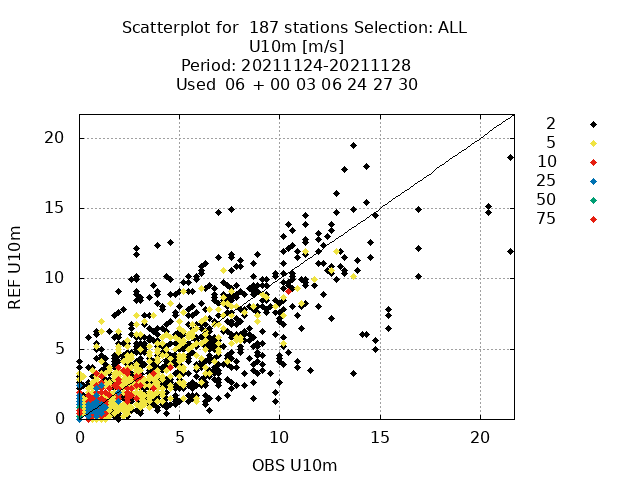 Scatterplot for  187 stations Selection: ALL
U10m [m/s]
Period: 20211124-20211128
Used  06 + 00 03 06 24 27 30
REF U10m
20
15
10
5
0
0 5 10 15 20
OBS U10m
2
5
10
25
50
75